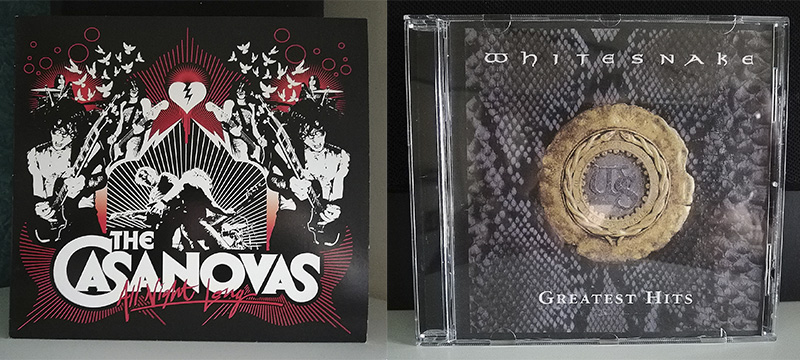 THE
CASANOVAS
All Night Long
WHITESNAKE
WS
GREATEST HITS